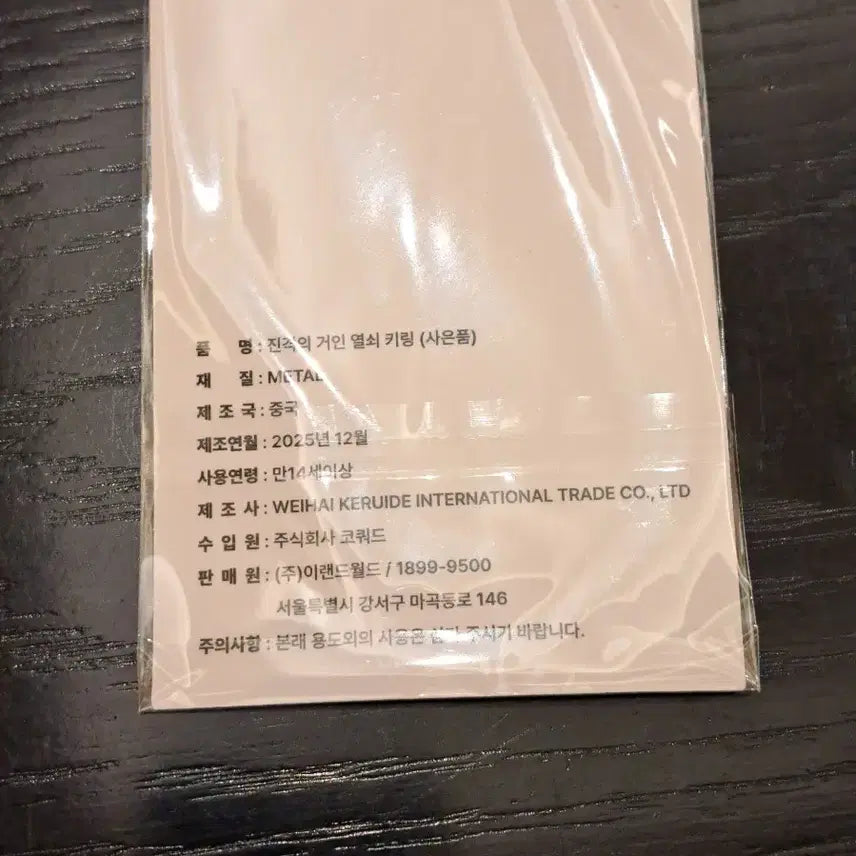 품 명 : 진격의 거인 열쇠 키링 (사은품)
재 질 : METAL
제 조 국 : 중국
제조연월 : 2025년 12월
사용연령 : 만14세이상
제 조 사 : WEIHAI KERUIDE INTERNATIONAL TRADE CO., LTD
수 입 원 : 주식회사 코쿼드
판 매 원 : (주)이랜드월드 / 1899-9500
서울특별시 강서구 마곡동로 146
주의사항 : 본래 용도외의 사용은 삼가 주시기 바랍니다.